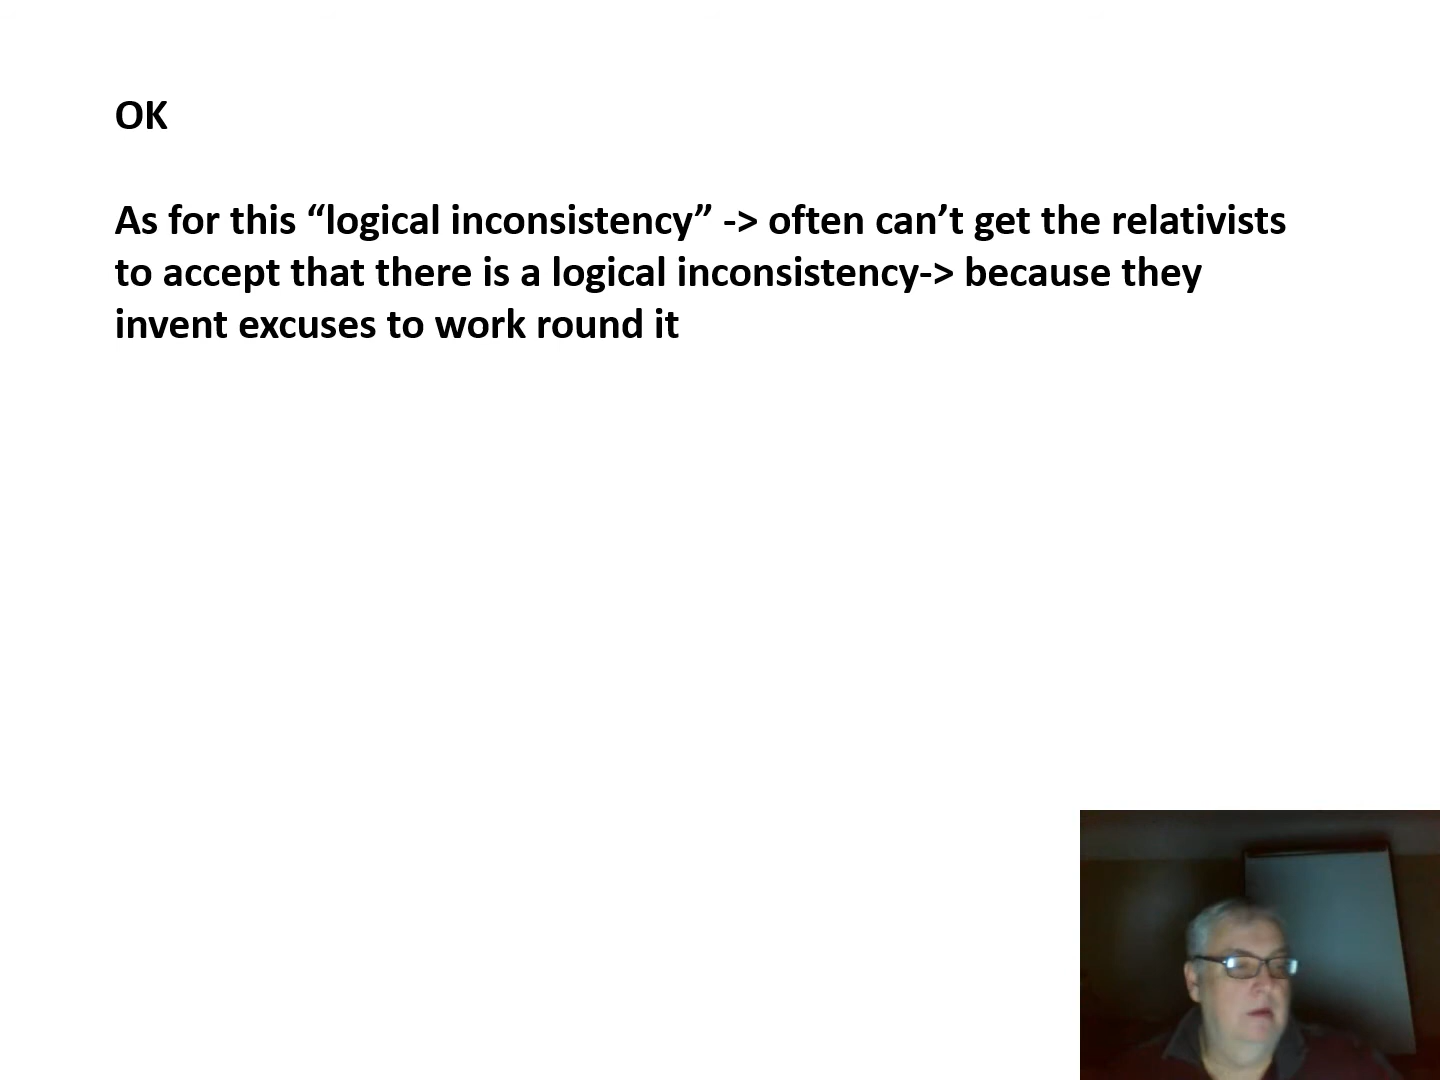 OK
As for this “logical inconsistency” -> often can’t get the relativists
to accept that there is a logical inconsistency-> because they
invent excuses to work round it